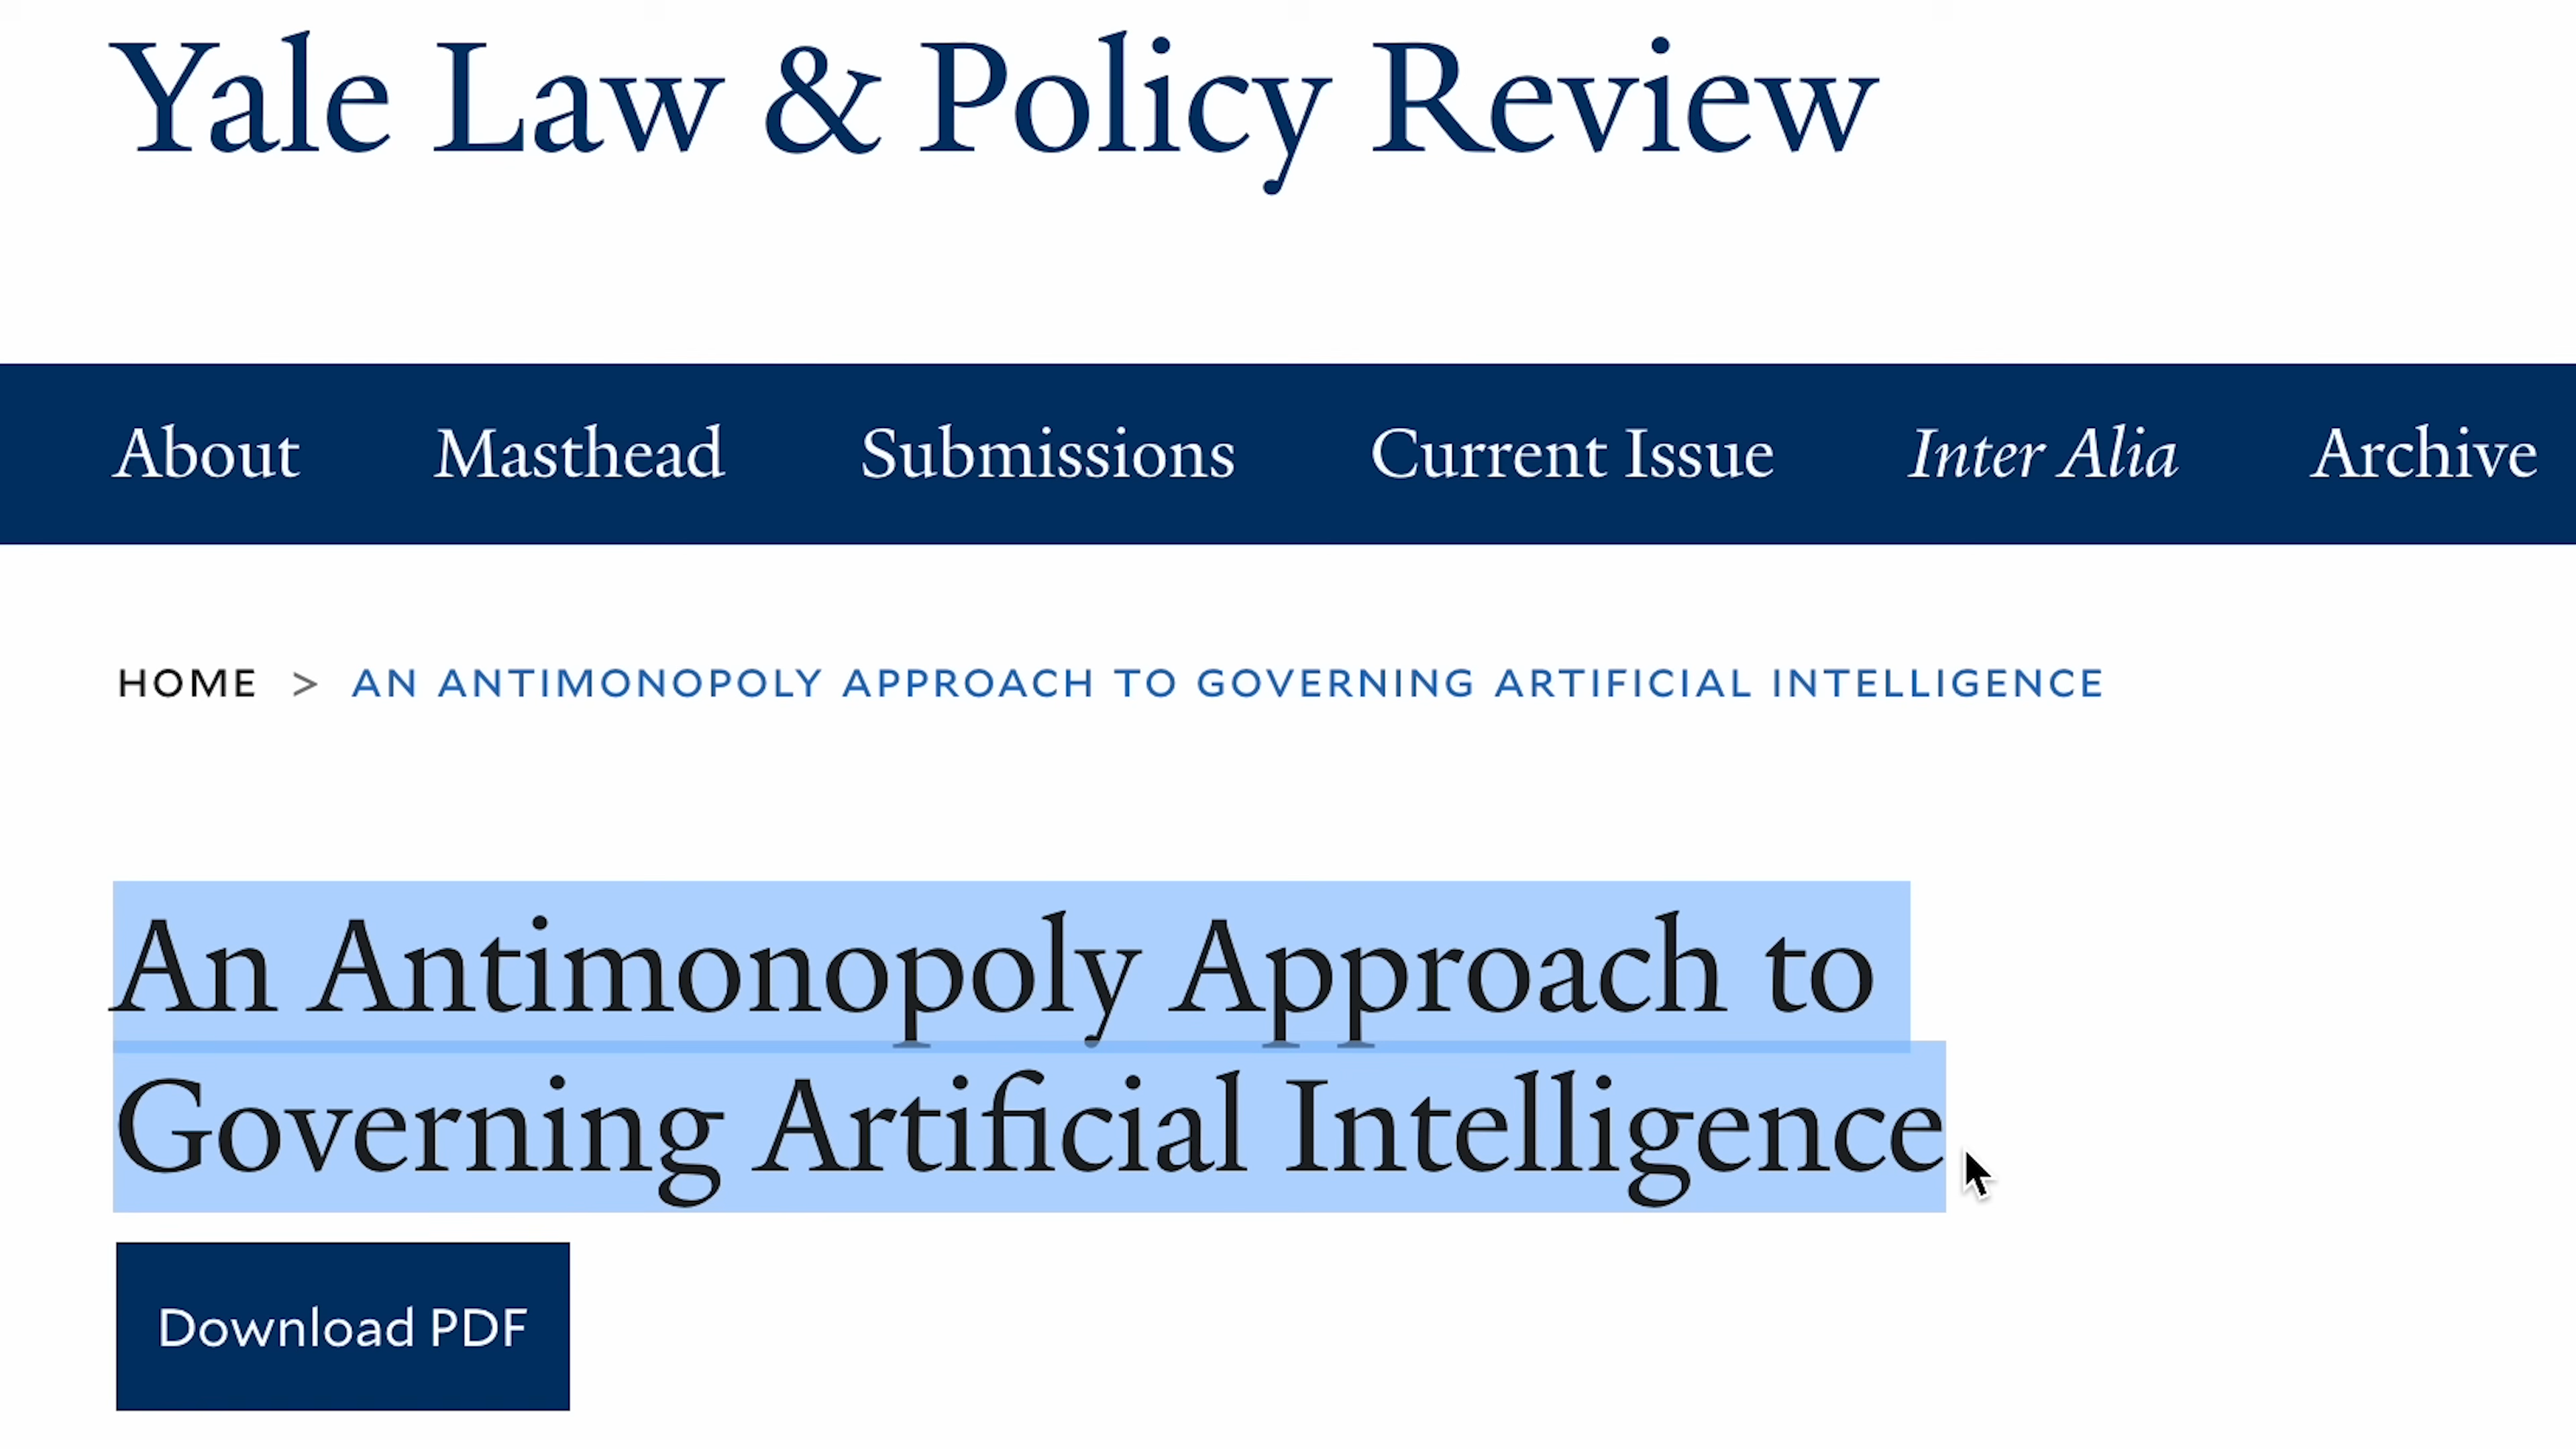 Yale Law & Policy Review
About Masthead Submissions Current Issue Inter Alia Archive
HOME > AN ANTIMONOPOLY APPROACH TO GOVERNING ARTIFICIAL INTELLIGENCE
An Antimonopoly Approach to
Governing Artificial Intelligence
Download PDF